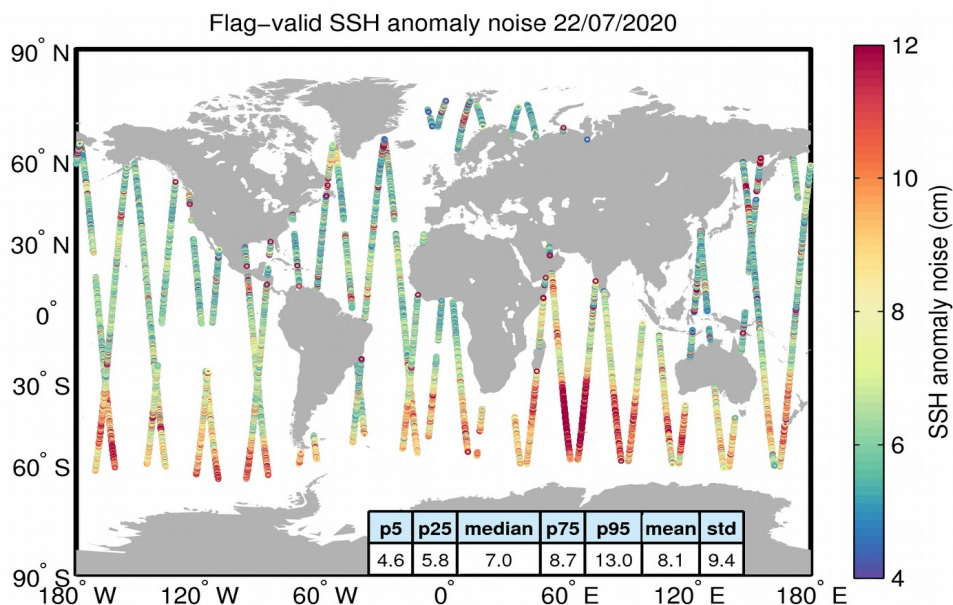 Flag−valid SSH anomaly noise 22/07/2020
90° N
60° N
30° N
0°
30° S
60° S
90° S
180° W
120° W
60° W
0°
60° E
120° E
180° E
p5 p25 median p75 p95 mean std
4.6 5.8 7.0 8.7 13.0 8.1 9.4
12
10
8
6
4
SSH anomaly noise (cm)